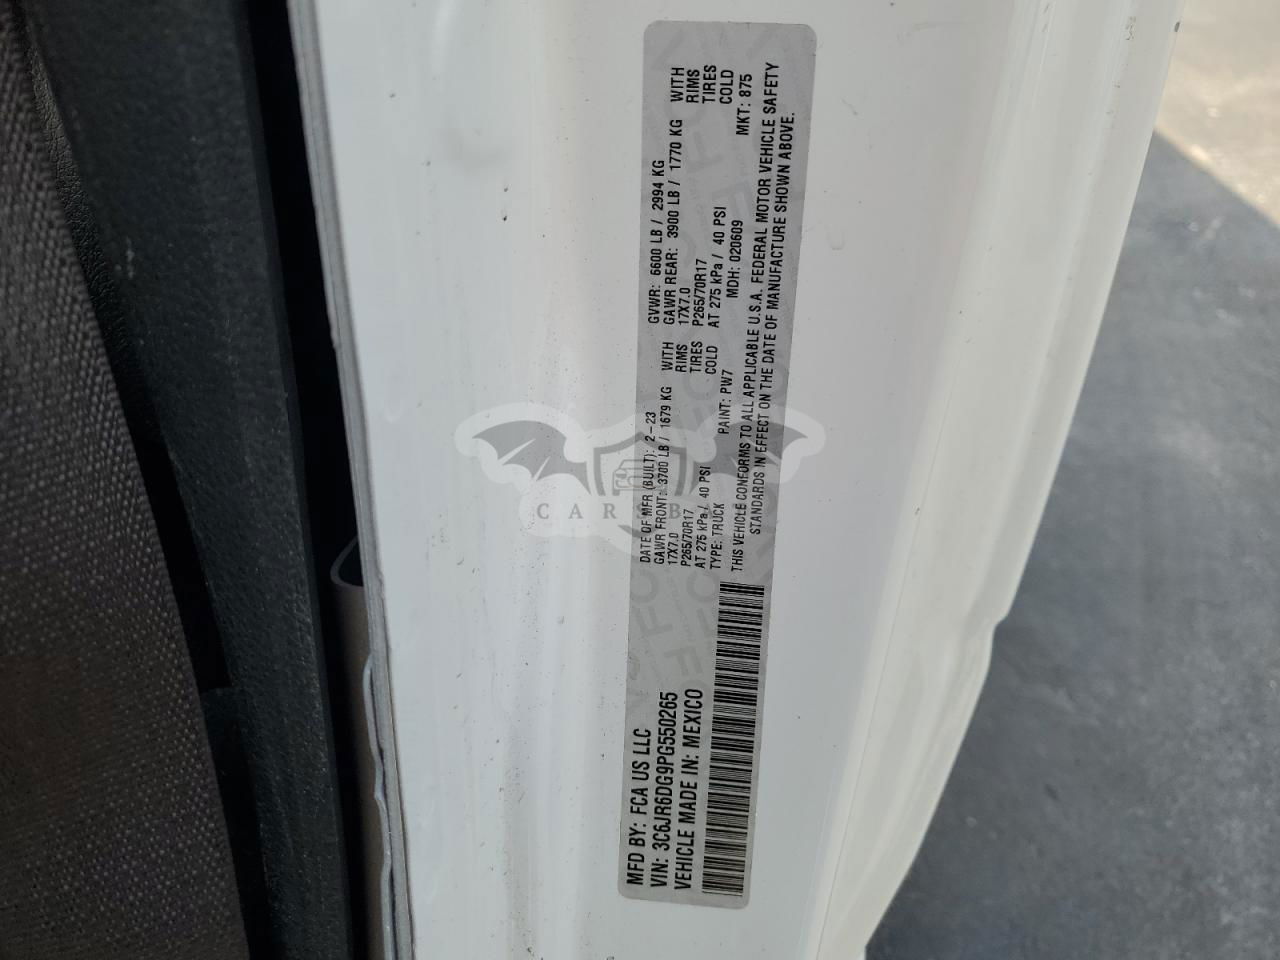 MFD BY: FCA US LLC
VIN: 3C6JR6DG9PG550265
VEHICLE MADE IN: MEXICO
DATE OF MFR (BUILT): 2-23
GAWR FRONT: 3700 LB / 1679 KG WITH
17X7.0 RIMS
P265/70R17 TIRES
AT 275 kPa / 40 PSI COLD
TYPE: TRUCK PAINT: PW7
GVWR: 6600 LB / 2994 KG
GAWR REAR: 3900 LB / 1770 KG WITH
17X7.0 RIMS
P265/70R17 TIRES
AT 275 kPa / 40 PSI COLD
MDH: 020609 MKT: 875
THIS VEHICLE CONFORMS TO ALL APPLICABLE U.S.A. FEDERAL MOTOR VEHICLE SAFETY
STANDARDS IN EFFECT ON THE DATE OF MANUFACTURE SHOWN ABOVE.